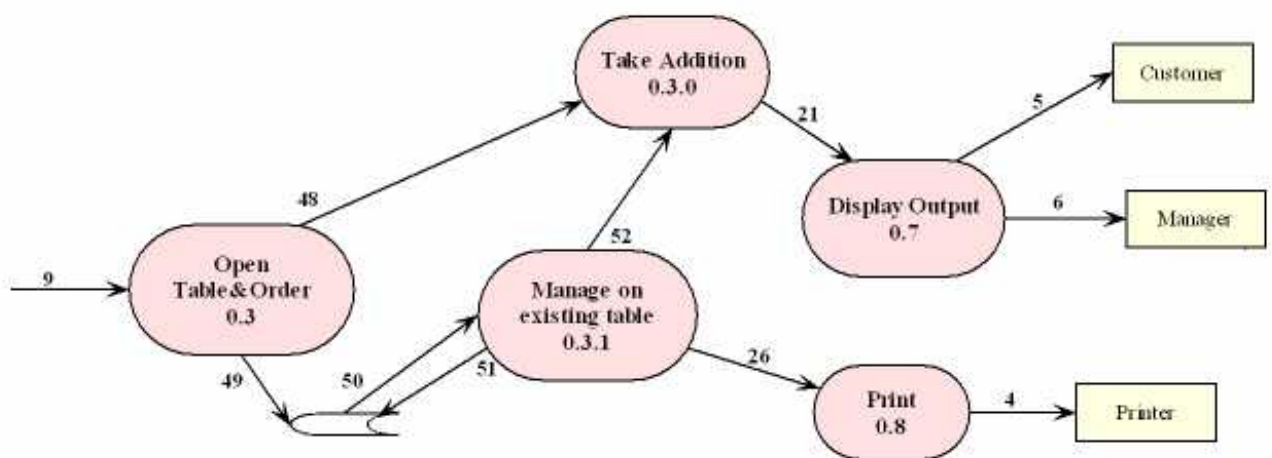 Take Addition
0.3.0
Customer
5
21
48
Display Output
0.7
6
Manager
52
9
Open
Table&Order
0.3
Manage on
existing table
0.3.1
49
50
51
26
Print
0.8
4
Printer